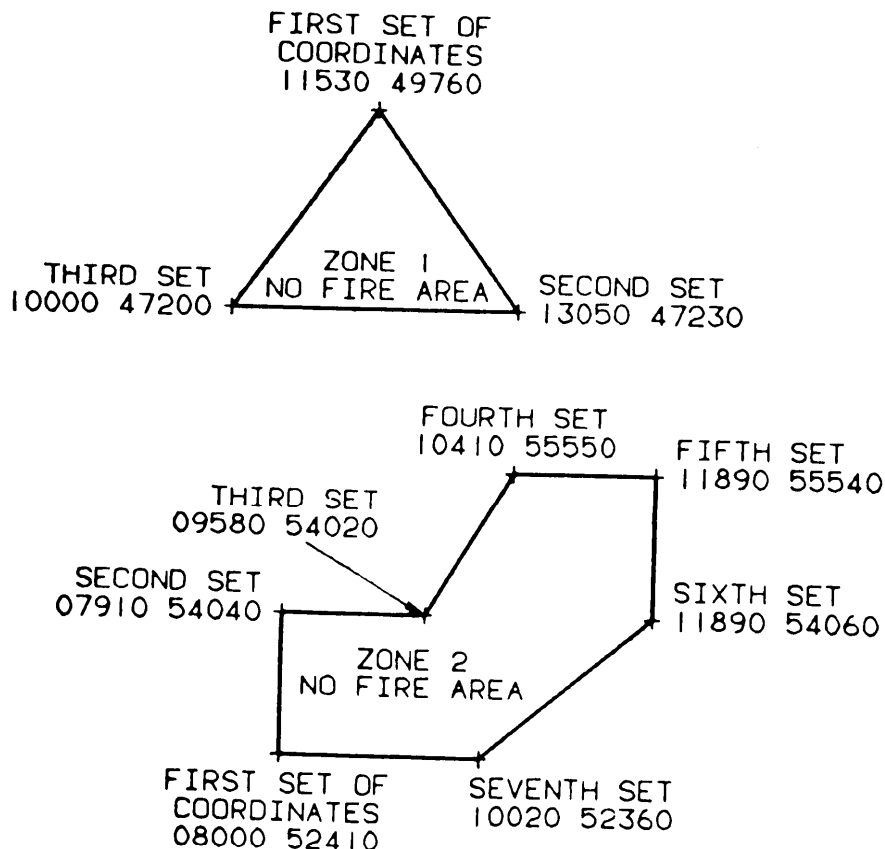 FIRST SET OF
COORDINATES
11530 49760
THIRD SET
10000 47200
ZONE 1
NO FIRE AREA
SECOND SET
13050 47230
FOURTH SET
10410 55550
FIFTH SET
11890 55540
THIRD SET
09580 54020
SECOND SET
07910 54040
SIXTH SET
11890 54060
ZONE 2
NO FIRE AREA
FIRST SET OF
COORDINATES
08000 52410
SEVENTH SET
10020 52360